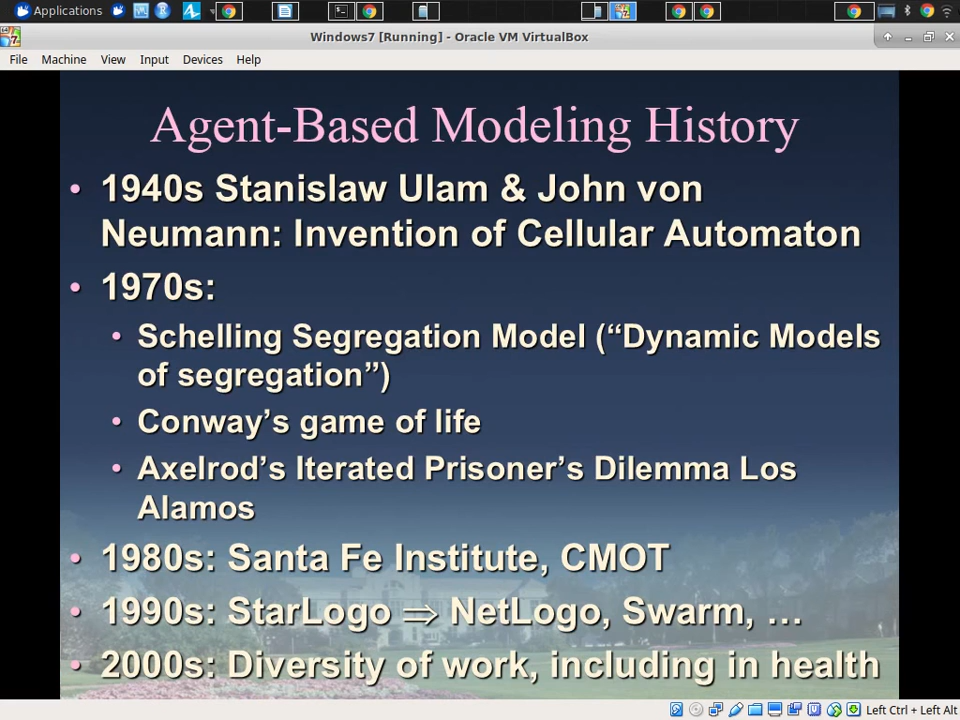 Applications
Windows7 [Running] - Oracle VM VirtualBox
File Machine View Input Devices Help
Agent-Based Modeling History
• 1940s Stanislaw Ulam & John von
Neumann: Invention of Cellular Automaton
• 1970s:
• Schelling Segregation Model (“Dynamic Models
of segregation”)
• Conway’s game of life
• Axelrod’s Iterated Prisoner’s Dilemma Los
Alamos
• 1980s: Santa Fe Institute, CMOT
• 1990s: StarLogo ⇒ NetLogo, Swarm, …
• 2000s: Diversity of work, including in health
Left Ctrl + Left Alt